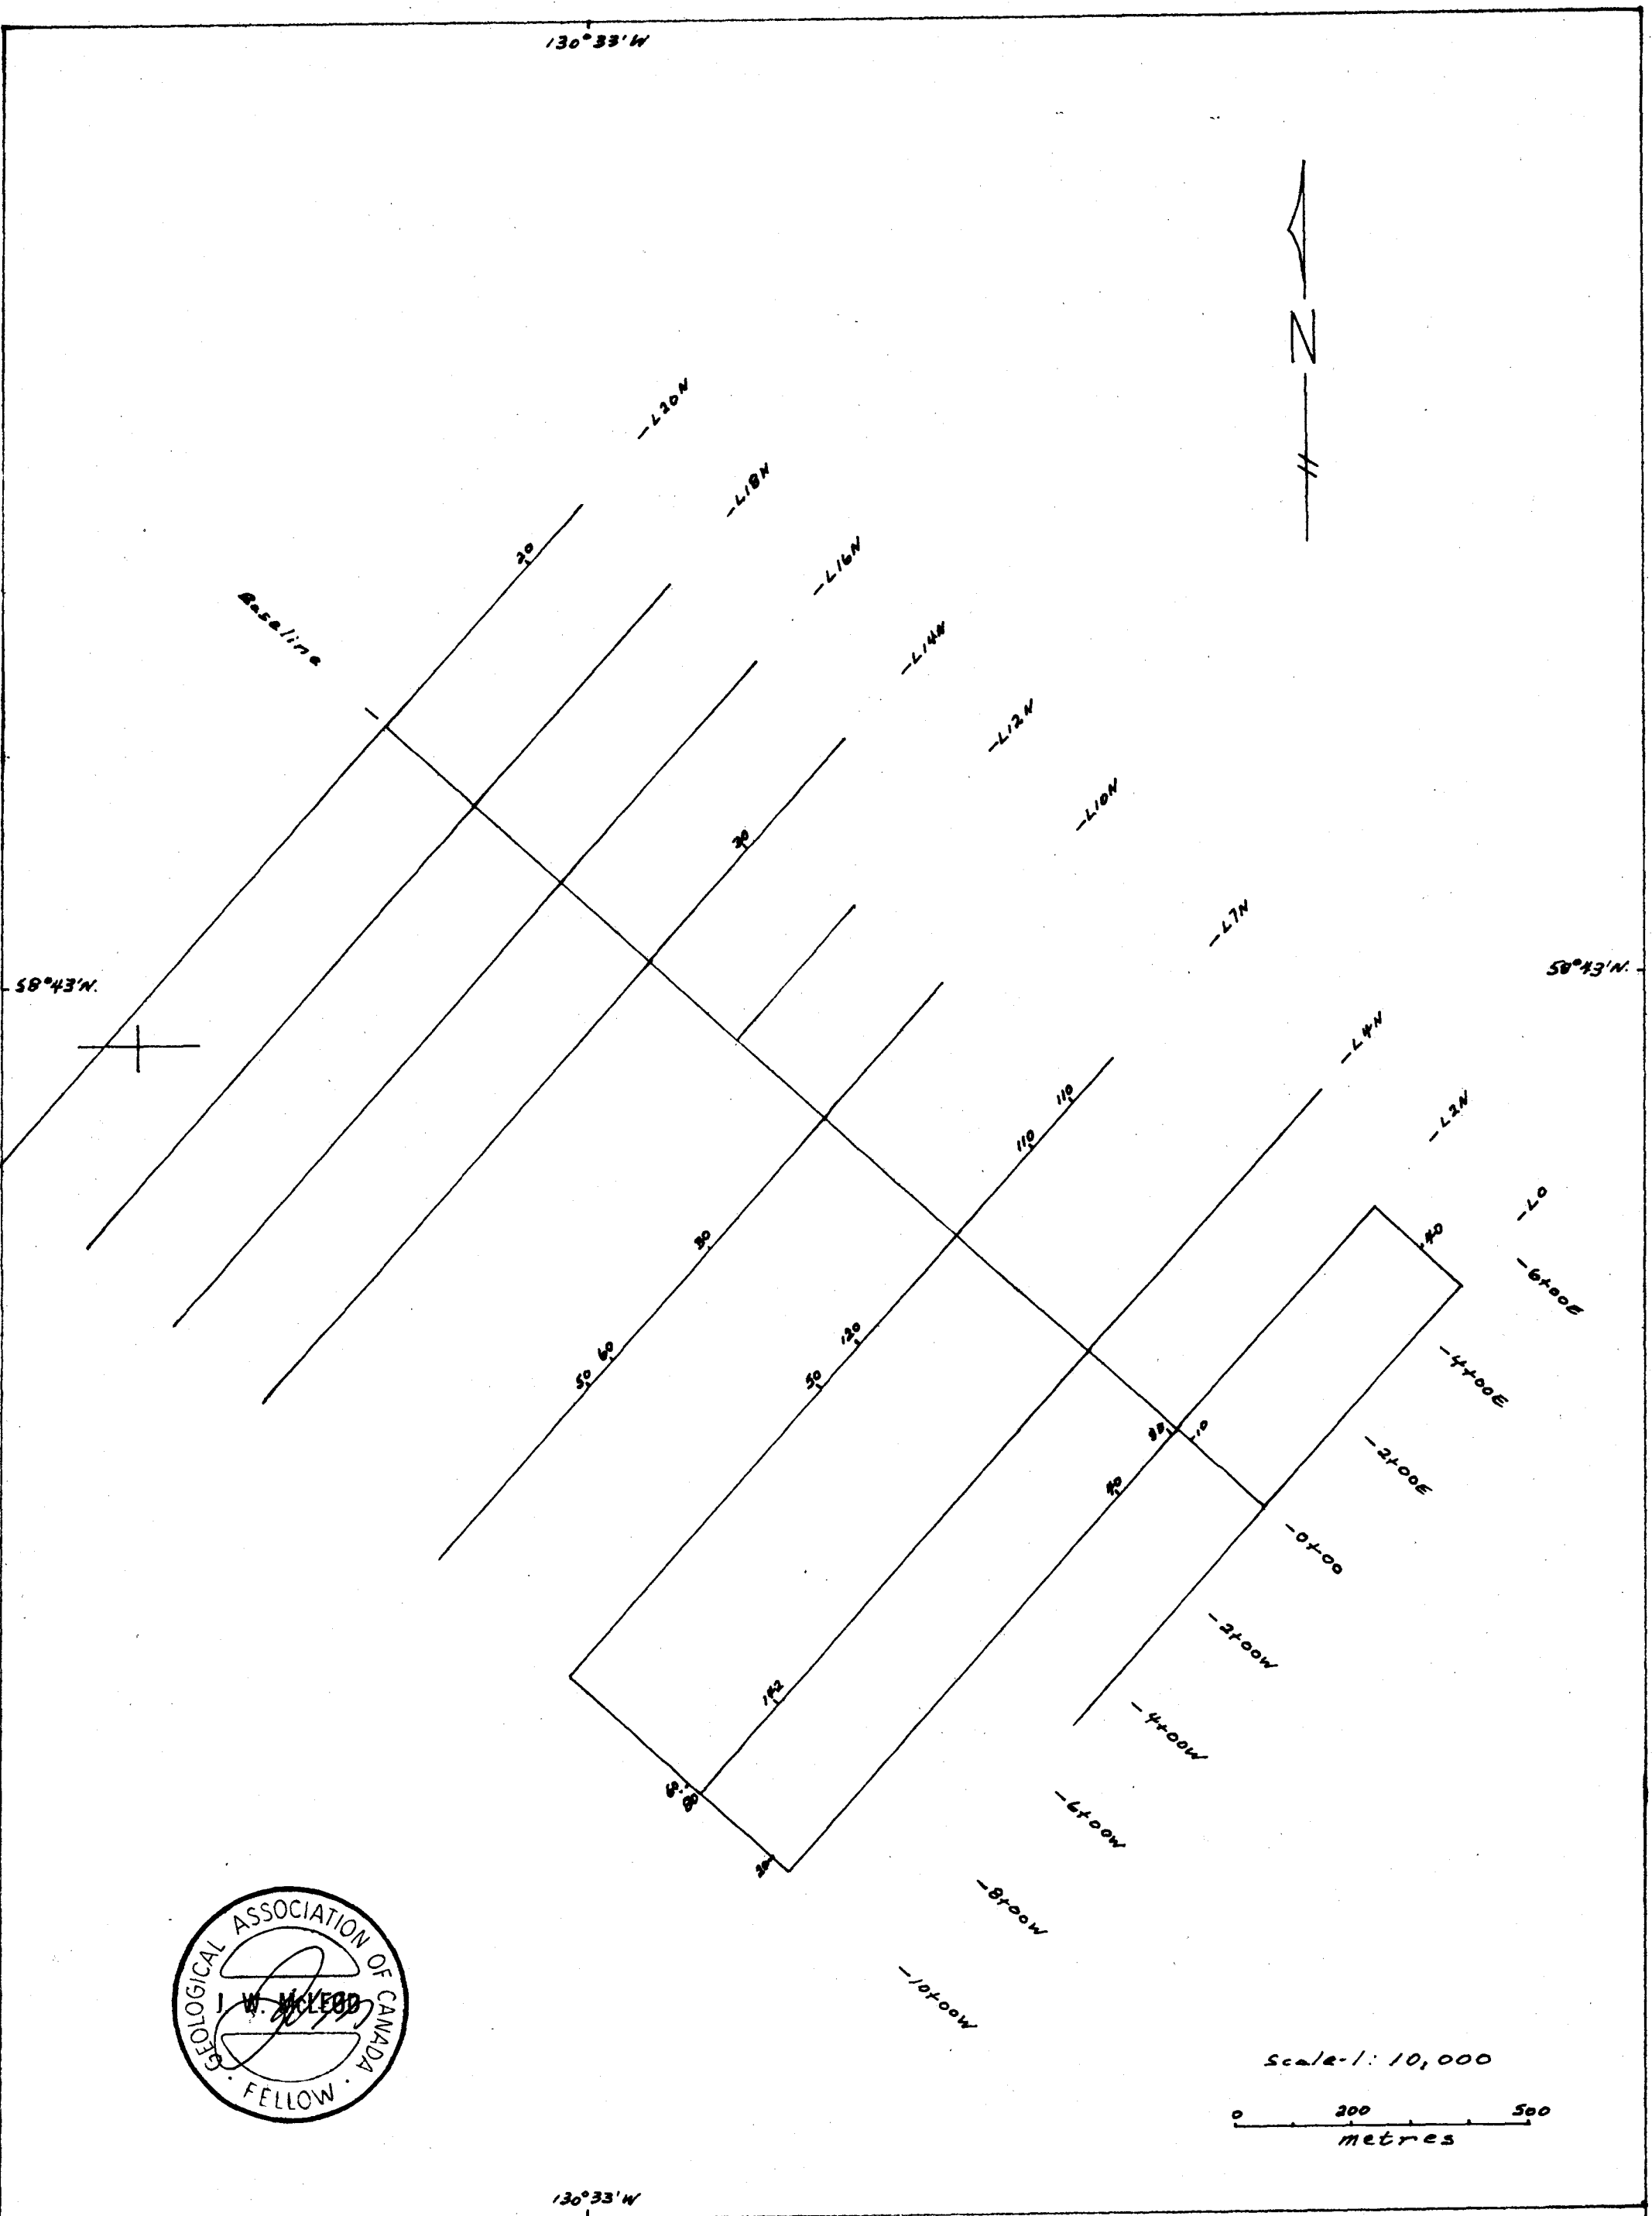 130°33'W
N
-L20N
-L18N
-L16N
-L14N
-L12N
-L10N
-L7N
-L4N
-L2N
-L0
Baseline
20
30
58°43'N.
58°43'N.
110
110
30
120
60
50
50
40
10
40
142
-6+00E
-4+00E
-2+00E
-0+00
-2+00W
-4+00W
-6+00W
-8+00W
-10+00W
GEOLOGICAL ASSOCIATION OF CANADA
J. W. McLEOD
· FELLOW ·
Scale-1: 10,000
0 200 500
metres
130°33'W